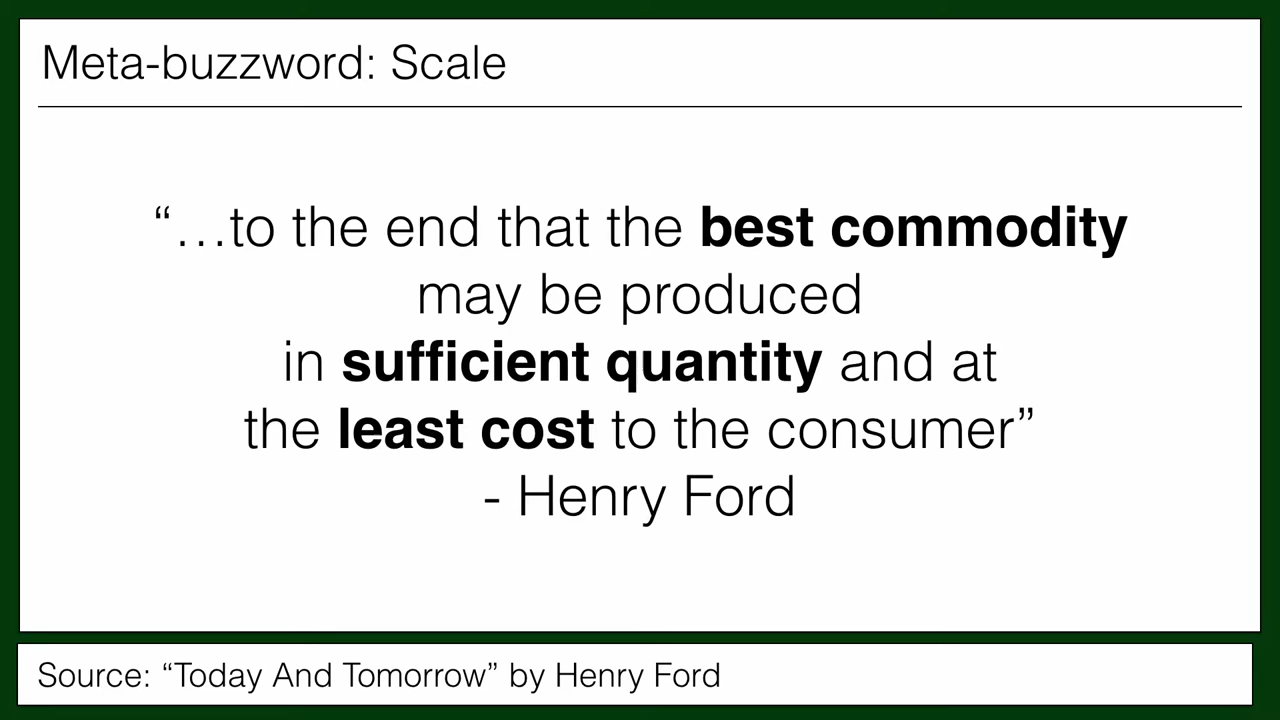 Meta-buzzword: Scale
“…to the end that the best commodity
may be produced
in sufficient quantity and at
the least cost to the consumer”
- Henry Ford
Source: “Today And Tomorrow” by Henry Ford